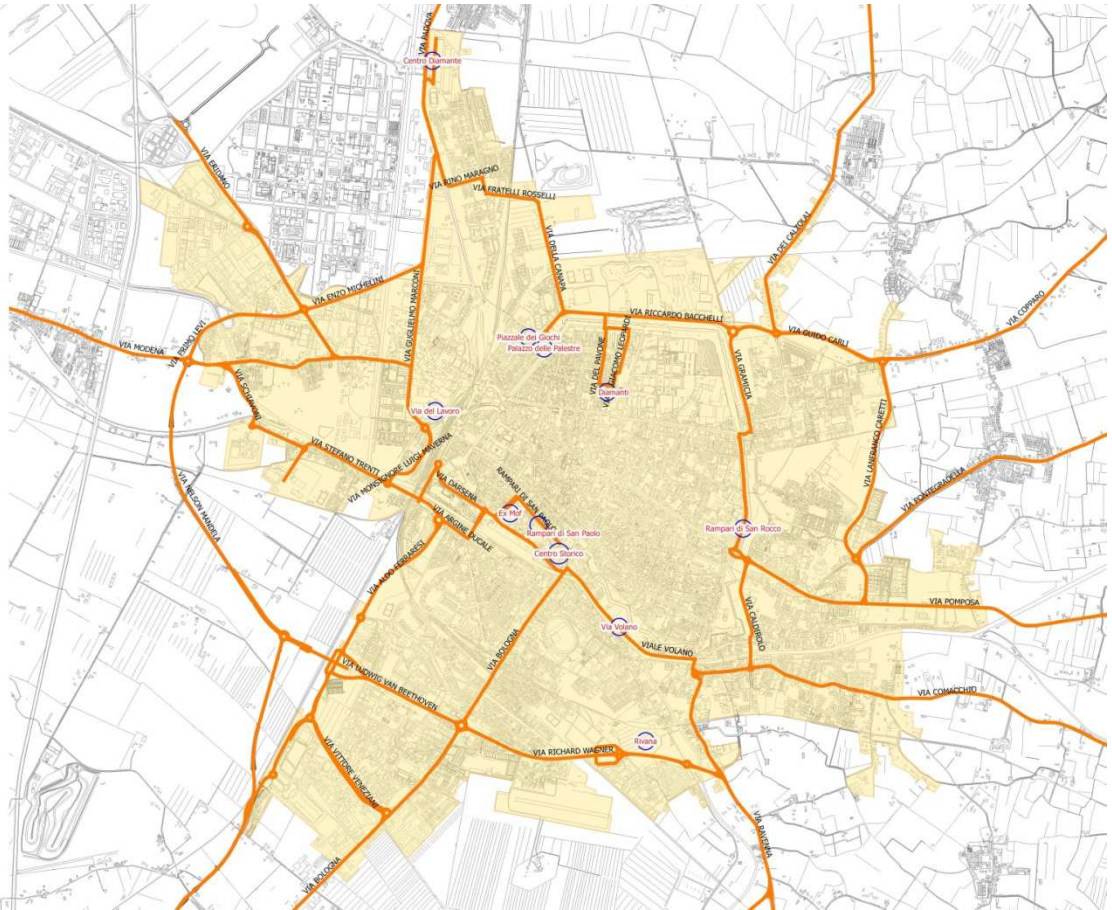 VIA PADOVA
Centro Diamante
VIA ERIDANO
VIA RINO MARAGNO
VIA FRATELLI ROSSELLI
VIA DEI CALZOLAI
VIA DELLA CANAPA
VIA ENZO MICHELINI
VIA GUGLIELMO MARCONI
VIA COPPARO
VIA RICCARDO BACCHELLI
VIA PRIMO LEVI
VIA MODENA
Piazzale dei Giochi
Palazzo delle Palestre
VIA GUIDO CARLI
VIA DEL PAVONE
GIACOMO LEOPARDI
VIA GRAMICIA
Diamanti
VIA SCHIAVONI
Via del Lavoro
VIA LANFRANCO CARETTI
VIA STEFANO TRENTI
VIA MONSIGNORE LUIGI MAVERNA
VIA PONTEGRADELLA
VIA DARSENA
RAMPARI DI SAN PAOLO
VIA NELSON MANDELA
VIA ARGINE DUCALE
Ex Mof
Rampari di San Paolo
Rampari di San Rocco
Centro Storico
VIA ALDO FERRARESI
VIA POMPOSA
VIA CALDIROLO
Via Volano
VIALE VOLANO
VIA BOLOGNA
VIA LUDWIG VAN BEETHOVEN
VIA COMACCHIO
Rivana
VIA RICHARD WAGNER
VIA VITTORE VENEZIANI
VIA RAVENNA
VIA BOLOGNA